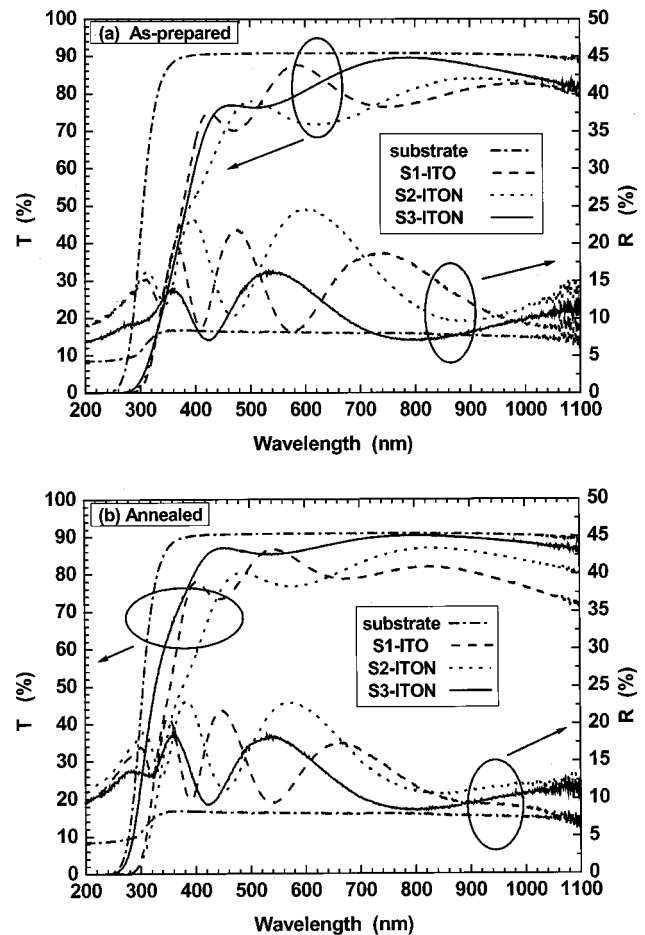 (a) As-prepared
100
90
80
70
60
50
40
30
20
10
0
T (%)
50
45
40
35
30
25
20
15
10
5
0
R (%)
substrate
S1-ITO
S2-ITON
S3-ITON
200 300 400 500 600 700 800 900 1000 1100
Wavelength (nm)
(b) Annealed
100
90
80
70
60
50
40
30
20
10
0
T (%)
50
45
40
35
30
25
20
15
10
5
0
R (%)
substrate
S1-ITO
S2-ITON
S3-ITON
200 300 400 500 600 700 800 900 1000 1100
Wavelength (nm)